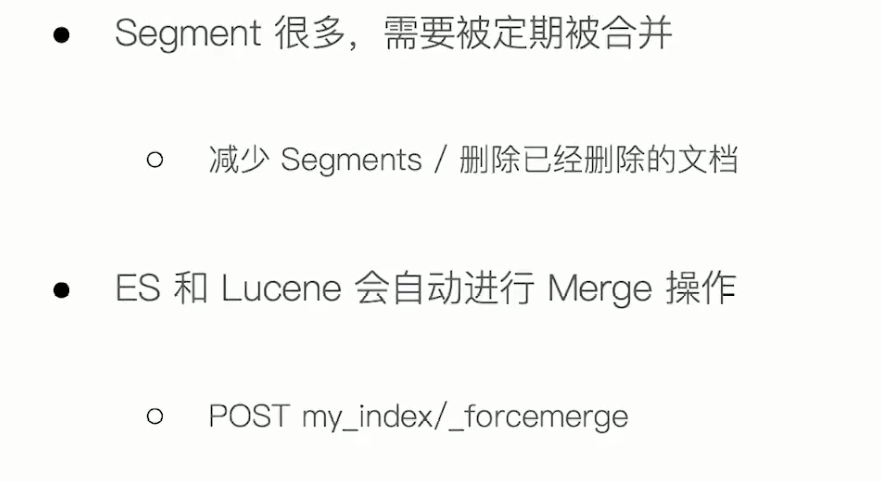 Segment 很多，需要被定期被合并
减少 Segments / 删除已经删除的文档
ES 和 Lucene 会自动进行 Merge 操作
POST my_index/_forcemerge